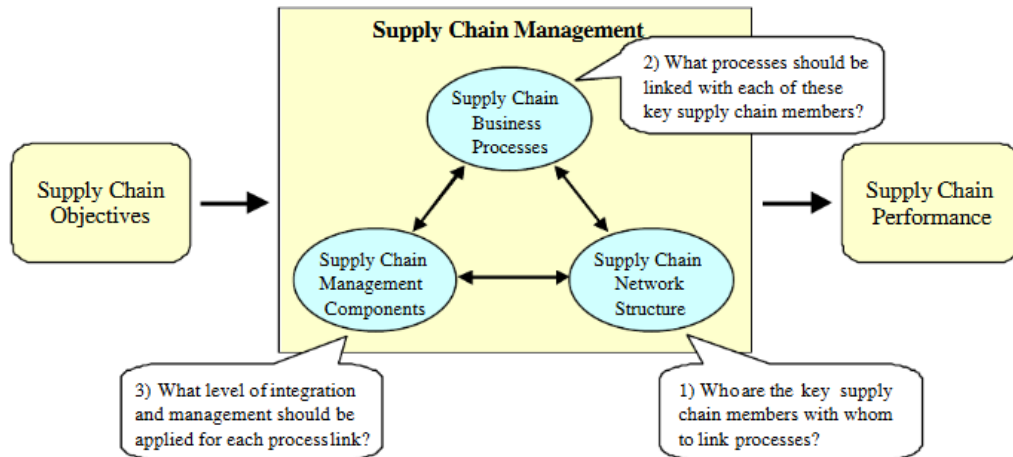 Supply Chain Management
2) What processes should be
linked with each of these
key supply chain members?
Supply Chain
Business
Processes
Supply Chain
Objectives
Supply Chain
Performance
Supply Chain
Management
Components
Supply Chain
Network
Structure
3) What level of integration
and management should be
applied for each process link?
1) Who are the key supply
chain members with whom
to link processes?